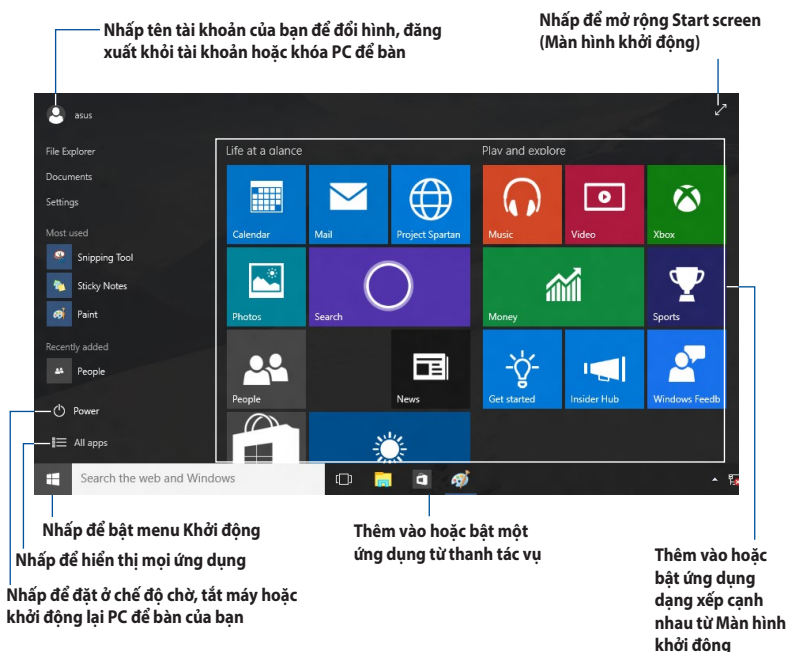 Nhấp tên tài khoản của bạn để đổi hình, đăng
xuất khỏi tài khoản hoặc khóa PC để bàn
Nhấp để mở rộng Start screen
(Màn hình khởi động)
asus
File Explorer
Documents
Settings
Most used
Snipping Tool
Sticky Notes
Paint
Recently added
People
Power
All apps
Life at a glance
Calendar
Mail
Project Spartan
Photos
Search
People
News
Play and explore
Music
Video
Xbox
Money
Sports
Get started
Insider Hub
Windows Feedb
Search the web and Windows
Nhấp để bật menu Khởi động
Nhấp để hiển thị mọi ứng dụng
Nhấp để đặt ở chế độ chờ, tắt máy hoặc
khởi động lại PC để bàn của bạn
Thêm vào hoặc bật một
ứng dụng từ thanh tác vụ
Thêm vào hoặc
bật ứng dụng
dạng xếp cạnh
nhau từ Màn hình
khởi động